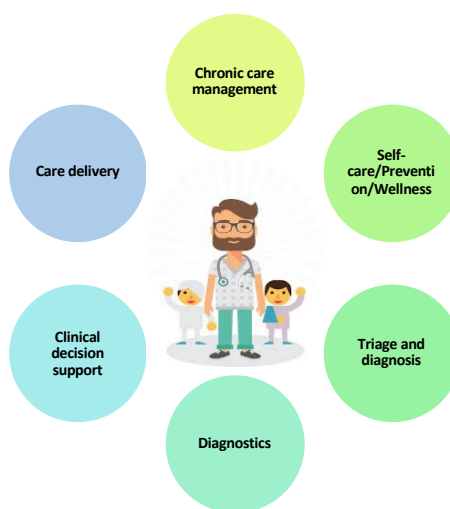 Chronic care
management
Self-
care/Preventi
on/Wellness
Triage and
diagnosis
Diagnostics
Clinical
decision
support
Care delivery